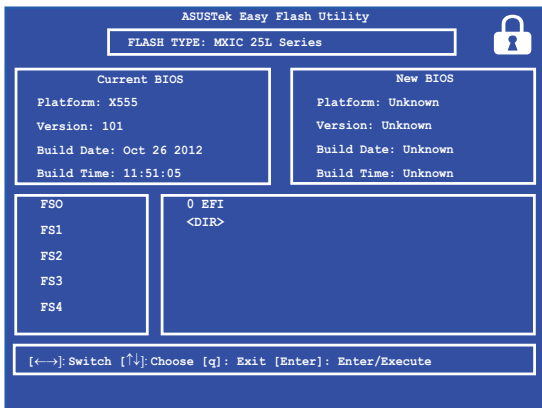 ASUSTek Easy Flash Utility
FLASH TYPE: MXIC 25L Series
Current BIOS
Platform: X555
Version: 101
Build Date: Oct 26 2012
Build Time: 11:51:05
New BIOS
Platform: Unknown
Version: Unknown
Build Date: Unknown
Build Time: Unknown
FSO
FS1
FS2
FS3
FS4
0 EFI
<DIR>
[←→]: Switch [↑↓]: Choose [q]: Exit [Enter]: Enter/Execute